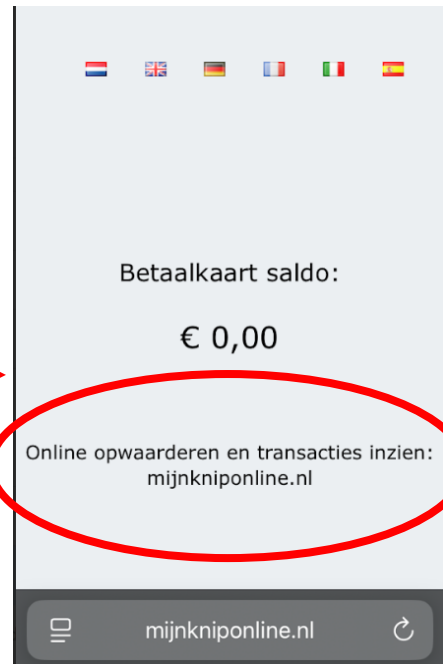 Betaalkaart saldo:
€ 0,00
Online opwaarderen en transacties inzien:
mijnkniponline.nl
mijnkniponline.nl